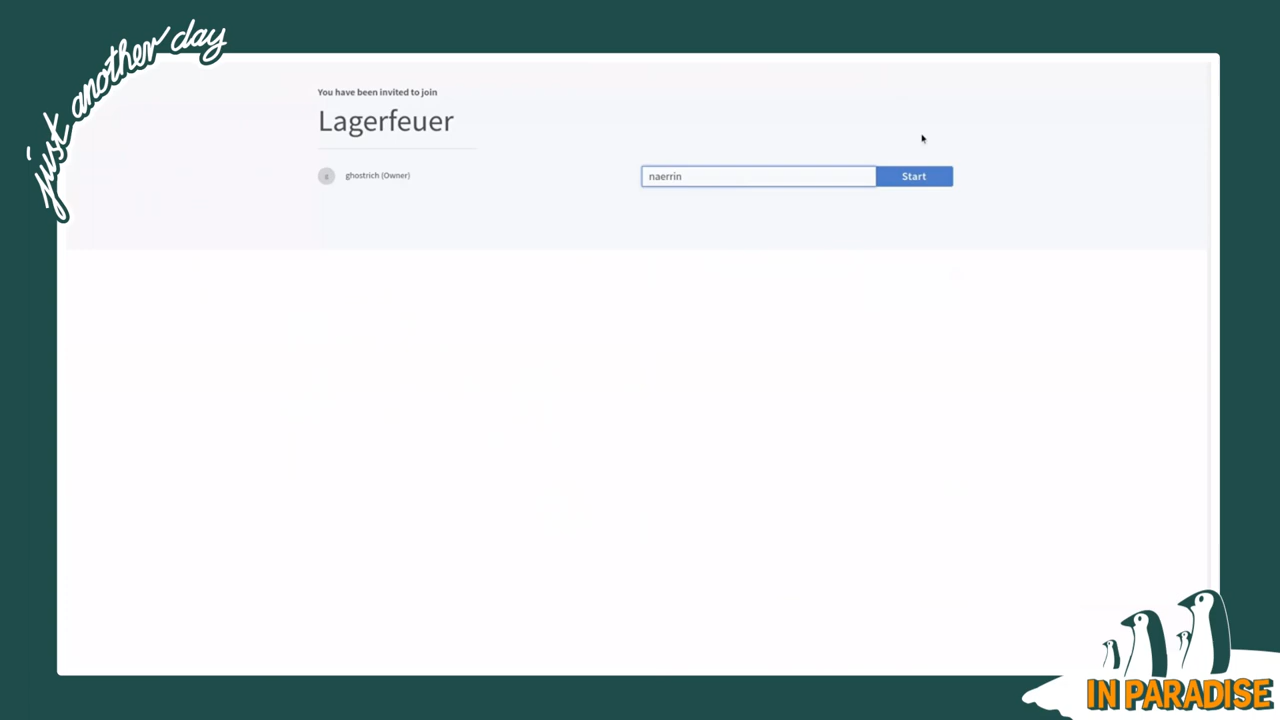 just another day
You have been invited to join
Lagerfeuer
g
ghostrich (Owner)
naerrin
Start
IN PARADISE